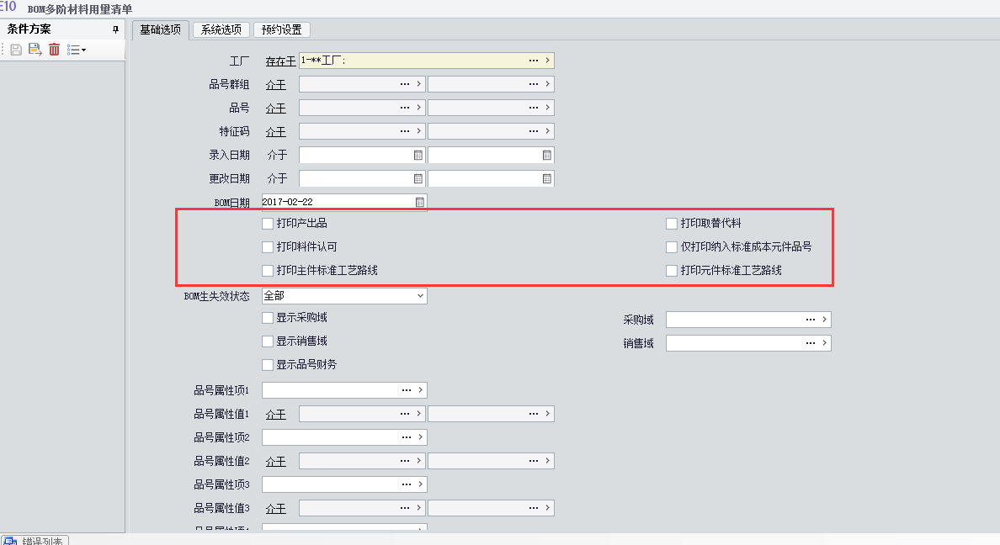 E10 BOM多阶材料用量清单
条件方案
基础选项 系统选项 预约设置
工厂 存在于 1-**工厂;
品号群组 介于
品号 介于
特征码 介于
录入日期 介于
更改日期 介于
BOM日期 2017-02-22
打印产出品 打印取替代料
打印料件认可 仅打印纳入标准成本元件品号
打印主件标准工艺路线 打印元件标准工艺路线
BOM生失效状态 全部
显示采购域 采购域
显示销售域 销售域
显示品号财务
品号属性项1
品号属性值1 介于
品号属性项2
品号属性值2 介于
品号属性项3
品号属性值3 介于
品号属性项4
错误列表